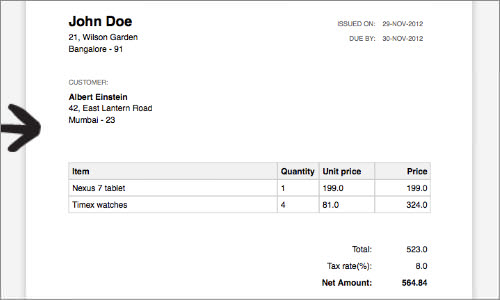 John Doe
21, Wilson Garden
Bangalore - 91
ISSUED ON: 29-NOV-2012
DUE BY: 30-NOV-2012
CUSTOMER:
Albert Einstein
42, East Lantern Road
Mumbai - 23
Item Quantity Unit price Price
Nexus 7 tablet 1 199.0 199.0
Timex watches 4 81.0 324.0
Total: 523.0
Tax rate(%): 8.0
Net Amount: 564.84